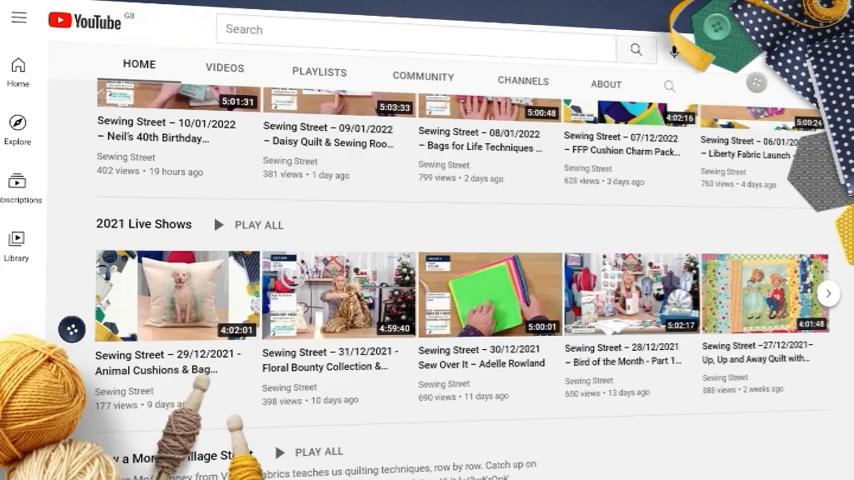 YouTube GB
Search
Home
HOME
VIDEOS
PLAYLISTS
COMMUNITY
CHANNELS
ABOUT
5:01:31
5:03:33
5:00:48
4:02:16
5:00:24
Sewing Street – 10/01/2022
– Neil's 40th Birthday...
Sewing Street
402 views • 19 hours ago
Sewing Street – 09/01/2022
– Daisy Quilt & Sewing Roo...
Sewing Street
381 views • 1 day ago
Sewing Street – 08/01/2022
– Bags for Life Techniques ...
Sewing Street
799 views • 2 days ago
Sewing Street – 07/12/2022
– FFP Cushion Charm Pack...
Sewing Street
628 views • 3 days ago
Sewing Street – 06/01/20
– Liberty Fabric Launch -
Sewing Street
763 views • 4 days ago
Explore
Library
2021 Live Shows
PLAY ALL
4:02:01
4:59:40
5:00:01
5:02:17
4:01:48
Sewing Street – 29/12/2021 -
Animal Cushions & Bag...
Sewing Street
177 views • 9 days
Sewing Street – 31/12/2021 -
Floral Bounty Collection &...
Sewing Street
398 views • 10 days ago
Sewing Street – 30/12/2021
Sew Over It – Adelle Rowland
Sewing Street
690 views • 11 days ago
Sewing Street – 28/12/2021
– Bird of the Month - Part 1...
Sewing Street
650 views • 13 days ago
Sewing Street –27/12/2021–
Up, Up and Away Quilt with...
Sewing Street
888 views • 2 weeks ago
PLAY ALL
teaches us quilting techniques, row by row. Catch up on